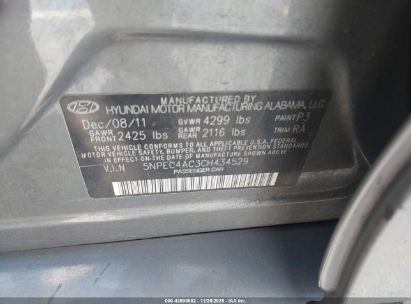 MANUFACTURED BY
HYUNDAI MOTOR MANUFACTURING ALABAMA, LLC
Dec/08/11 GVWR 4299 lbs PAINT P3
GAWR FRONT 2425 lbs GAWR REAR 2116 lbs TRIM RA
THIS VEHICLE CONFORMS TO ALL APPLICABLE U.S. FEDERAL
MOTOR VEHICLE SAFETY, BUMPER, AND THEFT PREVENTION
STANDARDS IN EFFECT ON THE DATE OF MANUFACTURE SHOWN ABOVE.
V.I.N 5NPEC4AC3CH434529
PASSENGER CAR